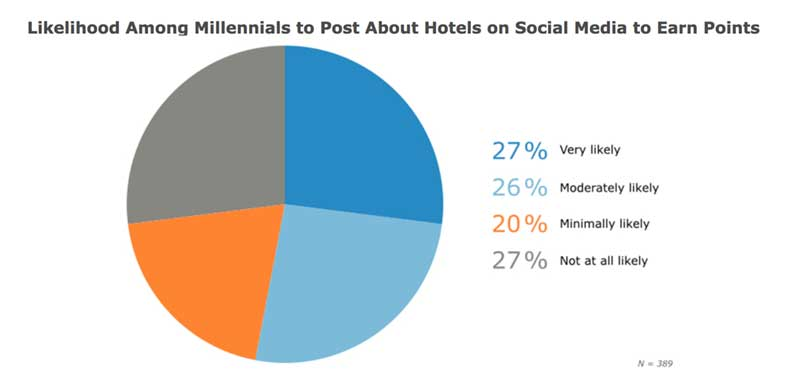 Likelihood Among Millennials to Post About Hotels on Social Media to Earn Points
27% Very likely
26% Moderately likely
20% Minimally likely
27% Not at all likely
N = 389